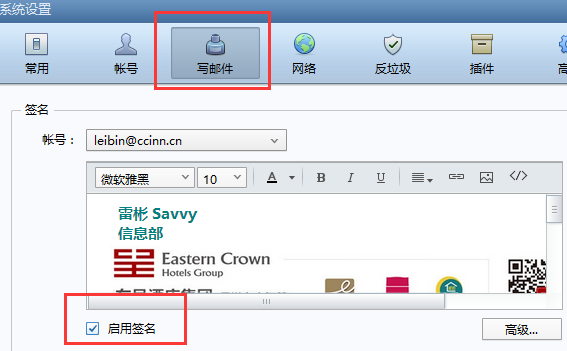 系统设置
常用 帐号 写邮件 网络 反垃圾 插件
签名
帐号： leibin@ccinn.cn
微软雅黑 10 A B I U </>
雷彬 Savvy
信息部
Eastern Crown
Hotels Group
启用签名 高级...